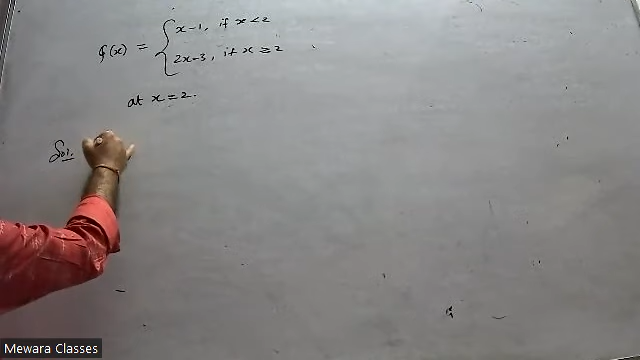 f(x) = { x-1, if x < 2
2x-3, if x ≥ 2
at x = 2.
Sol.
Mewara Classes